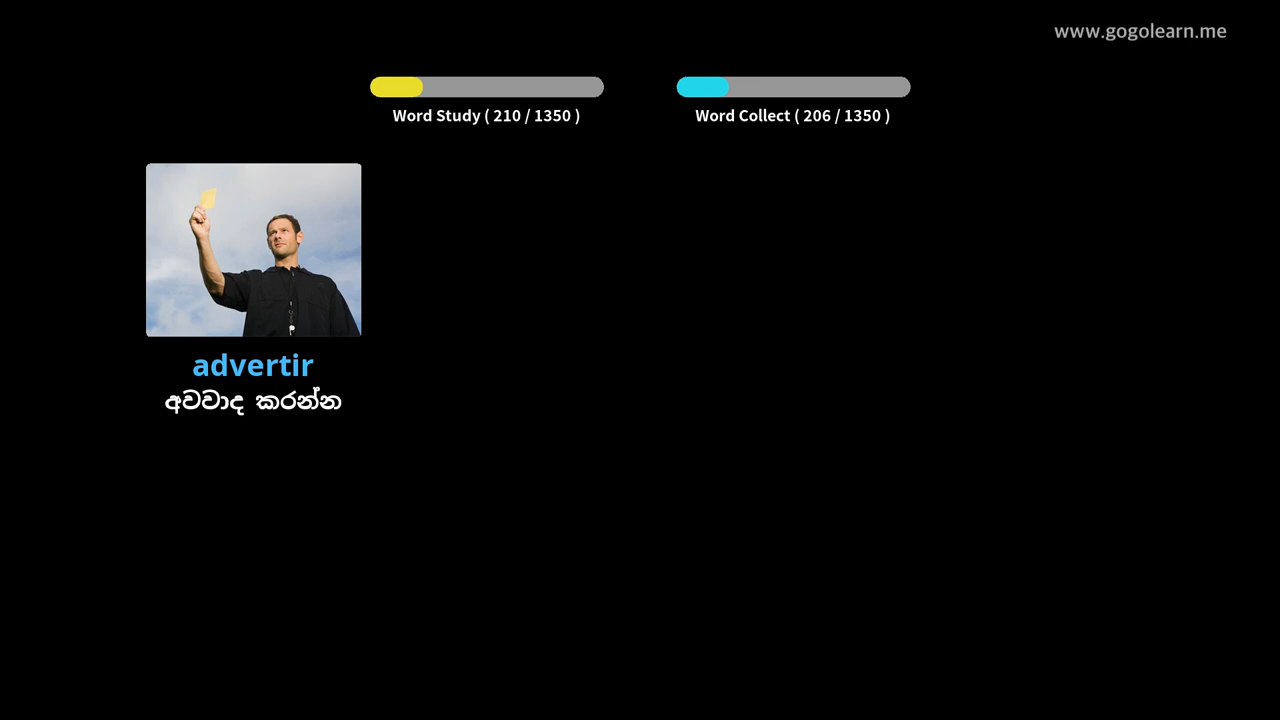 www.gogolearn.me
Word Study ( 210 / 1350 )
Word Collect ( 206 / 1350 )
advertir
අවවාද කරන්න